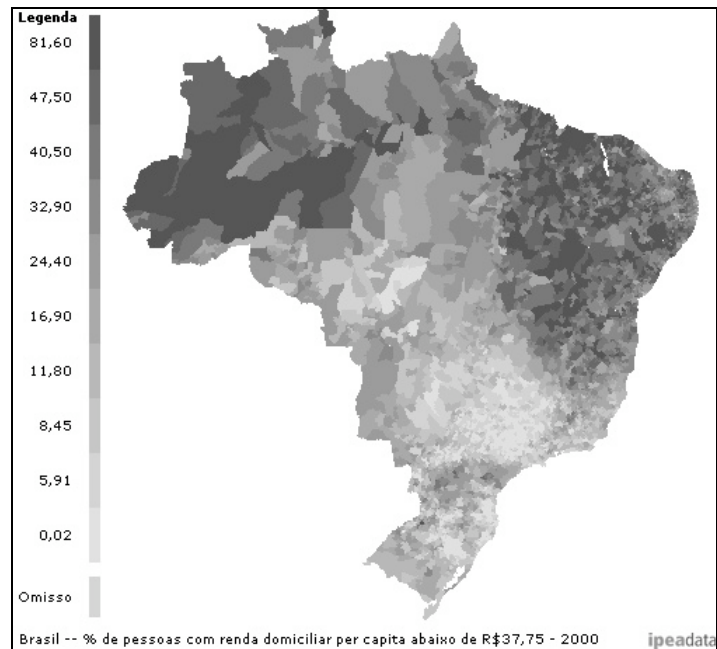 Legenda
81,60
47,50
40,50
32,90
24,40
16,90
11,80
8,45
5,91
0,02
Omisso
Brasil -- % de pessoas com renda domiciliar per capita abaixo de R$37,75 - 2000
ipeadata